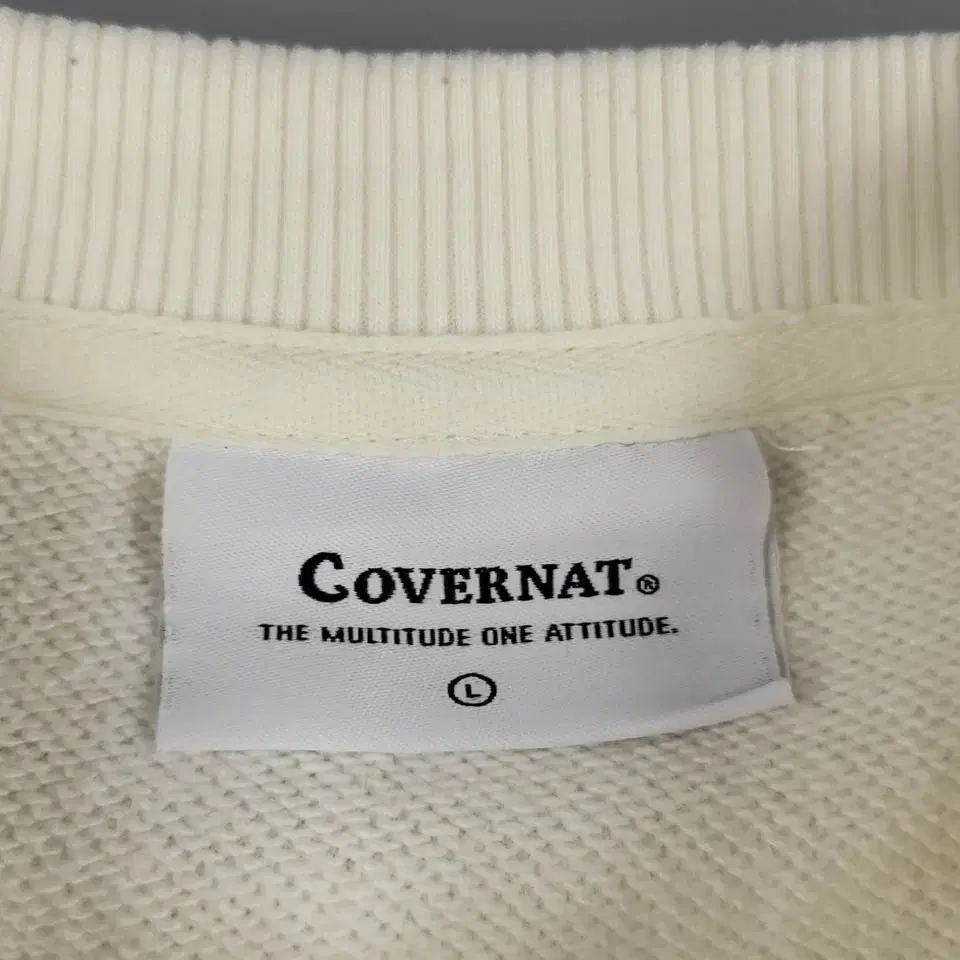 COVERNAT®
THE MULTITUDE ONE ATTITUDE.
L